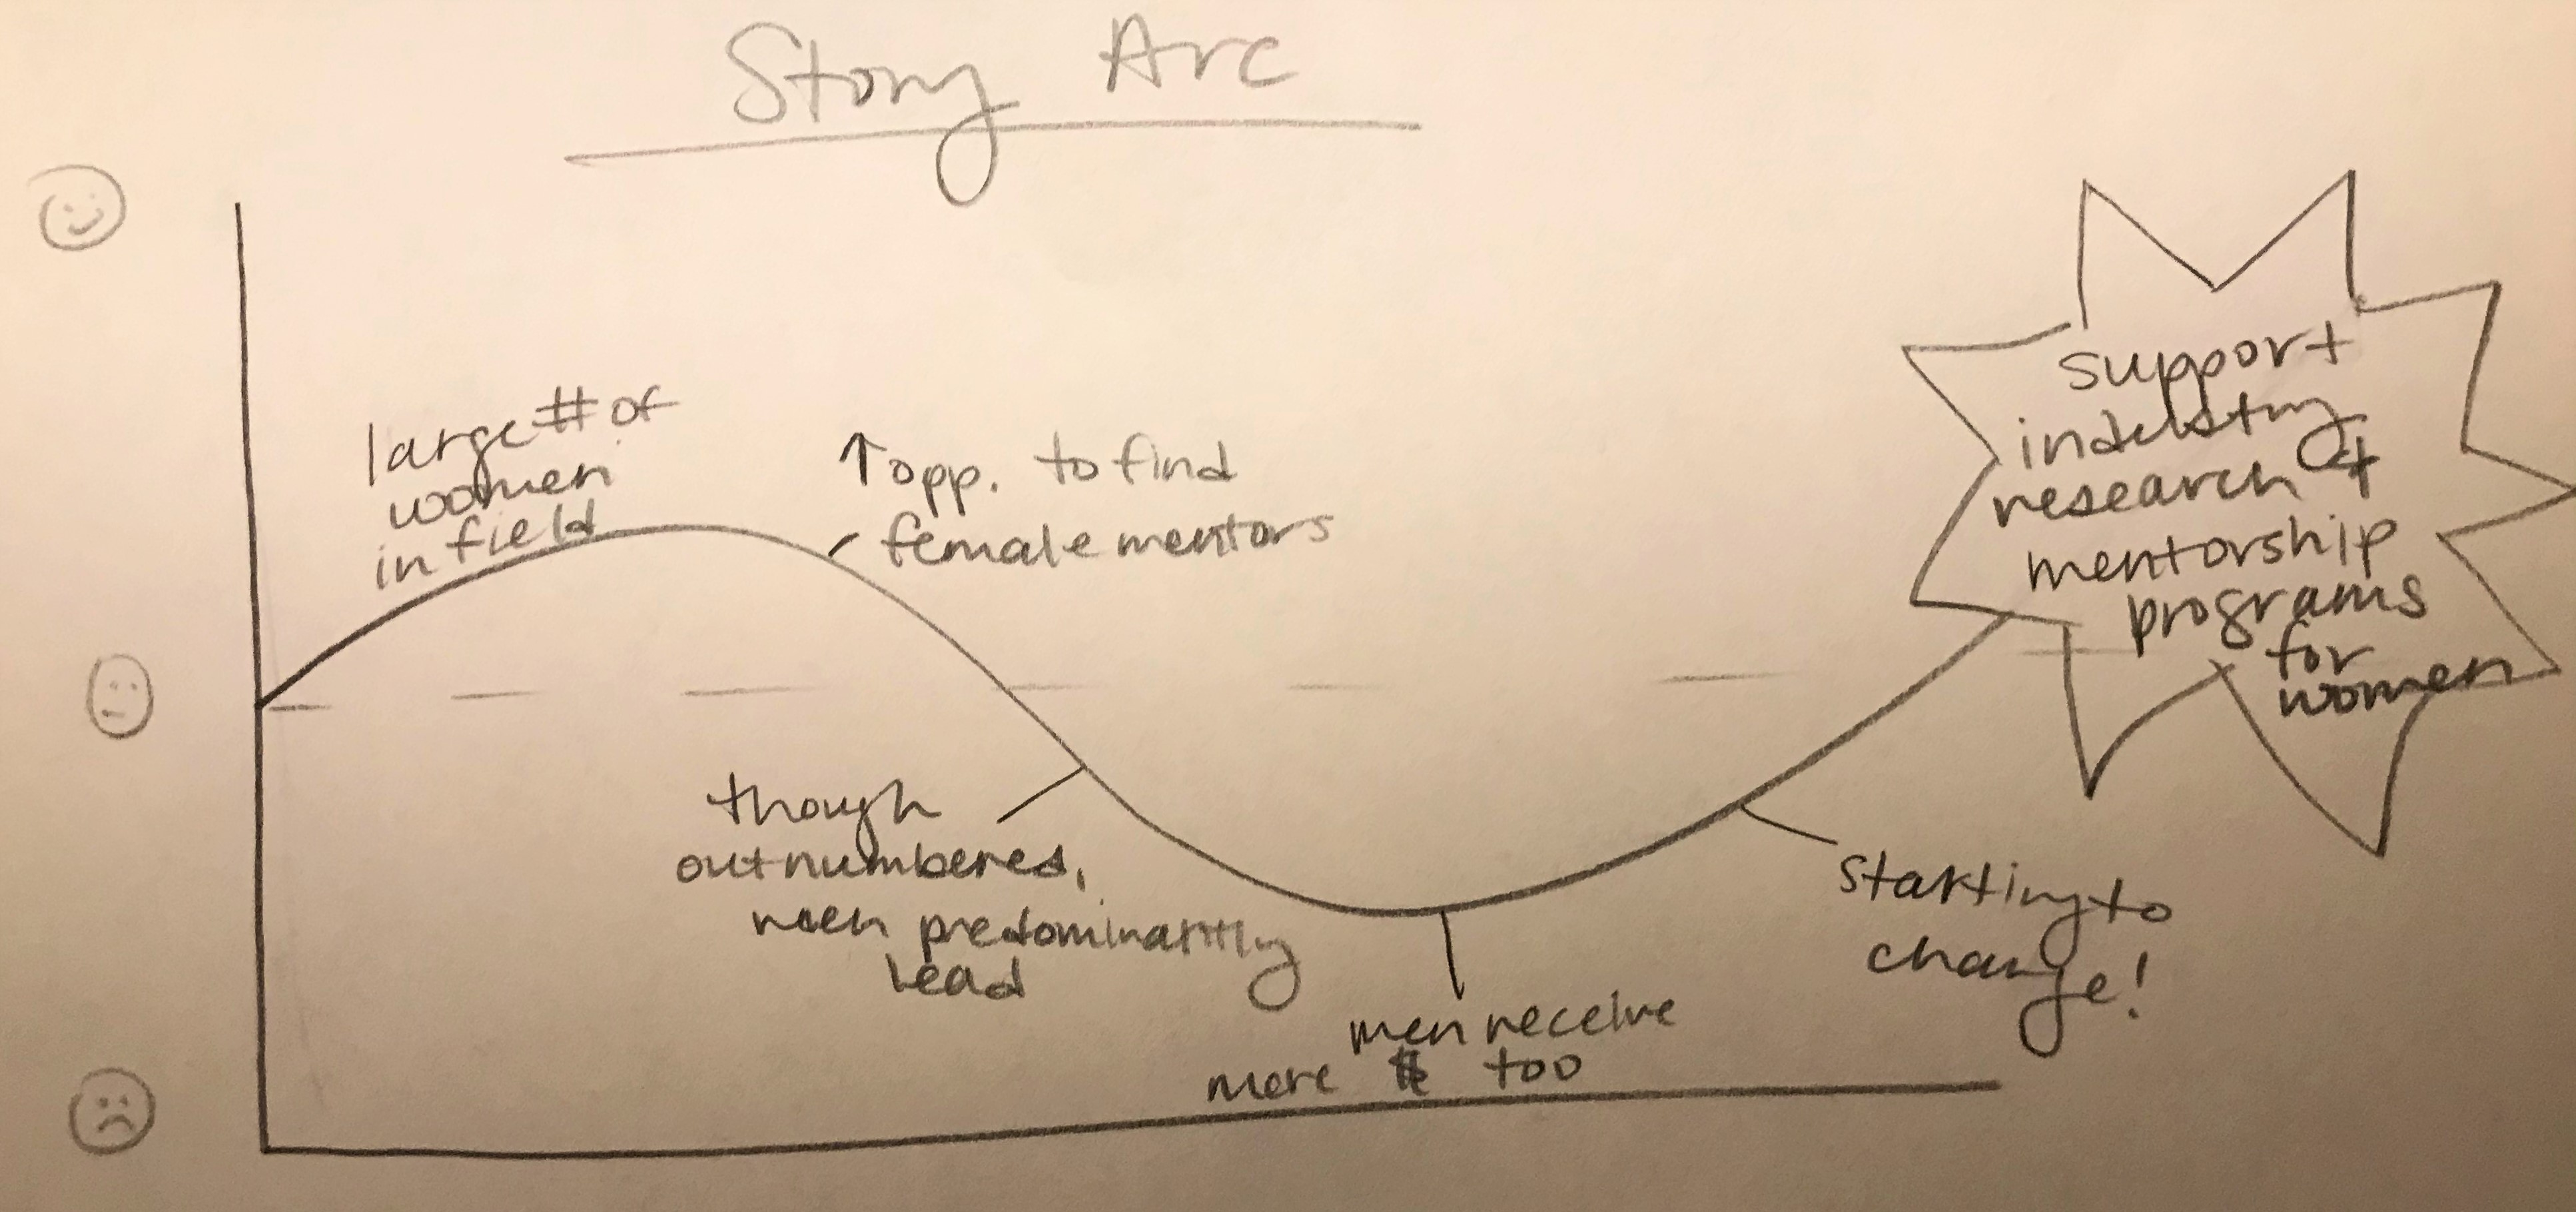 Story Arc
large # of
women
in field
↑ opp. to find
female mentors
though
outnumbered,
men predominantly
lead
men receive
more $ too
starting to
change!
support
industry
research +
mentorship
programs
for
women